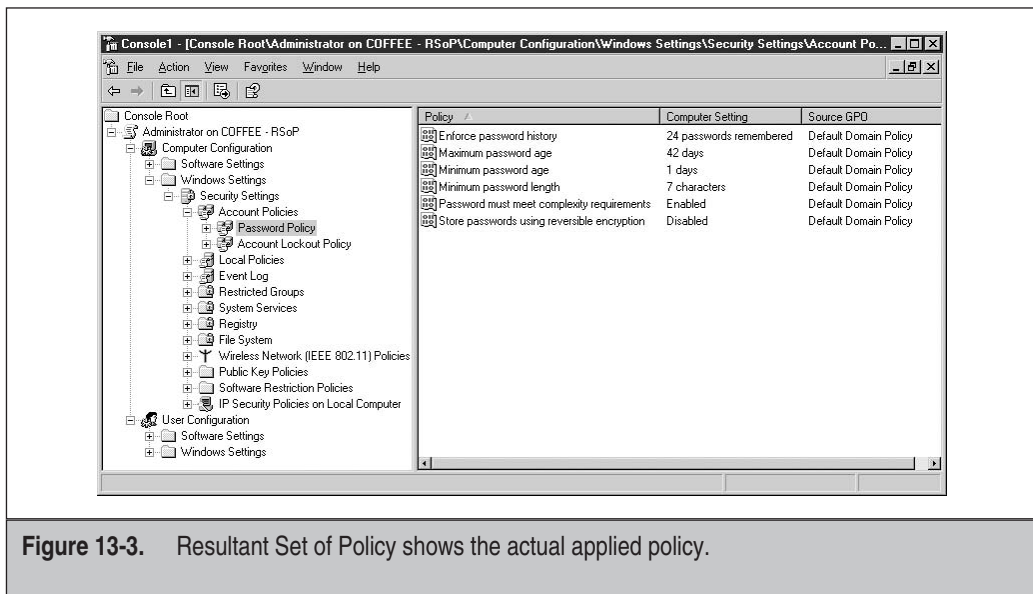 Console1 - [Console Root\Administrator on COFFEE - RSoP\Computer Configuration\Windows Settings\Security Settings\Account Po...
File Action View Favorites Window Help
Console Root
Administrator on COFFEE - RSoP
Computer Configuration
Software Settings
Windows Settings
Security Settings
Account Policies
Password Policy
Account Lockout Policy
Local Policies
Event Log
Restricted Groups
System Services
Registry
File System
Wireless Network (IEEE 802.11) Policies
Public Key Policies
Software Restriction Policies
IP Security Policies on Local Computer
User Configuration
Software Settings
Windows Settings
Policy Computer Setting Source GPO
Enforce password history 24 passwords remembered Default Domain Policy
Maximum password age 42 days Default Domain Policy
Minimum password age 1 days Default Domain Policy
Minimum password length 7 characters Default Domain Policy
Password must meet complexity requirements Enabled Default Domain Policy
Store passwords using reversible encryption Disabled Default Domain Policy
Figure 13-3. Resultant Set of Policy shows the actual applied policy.